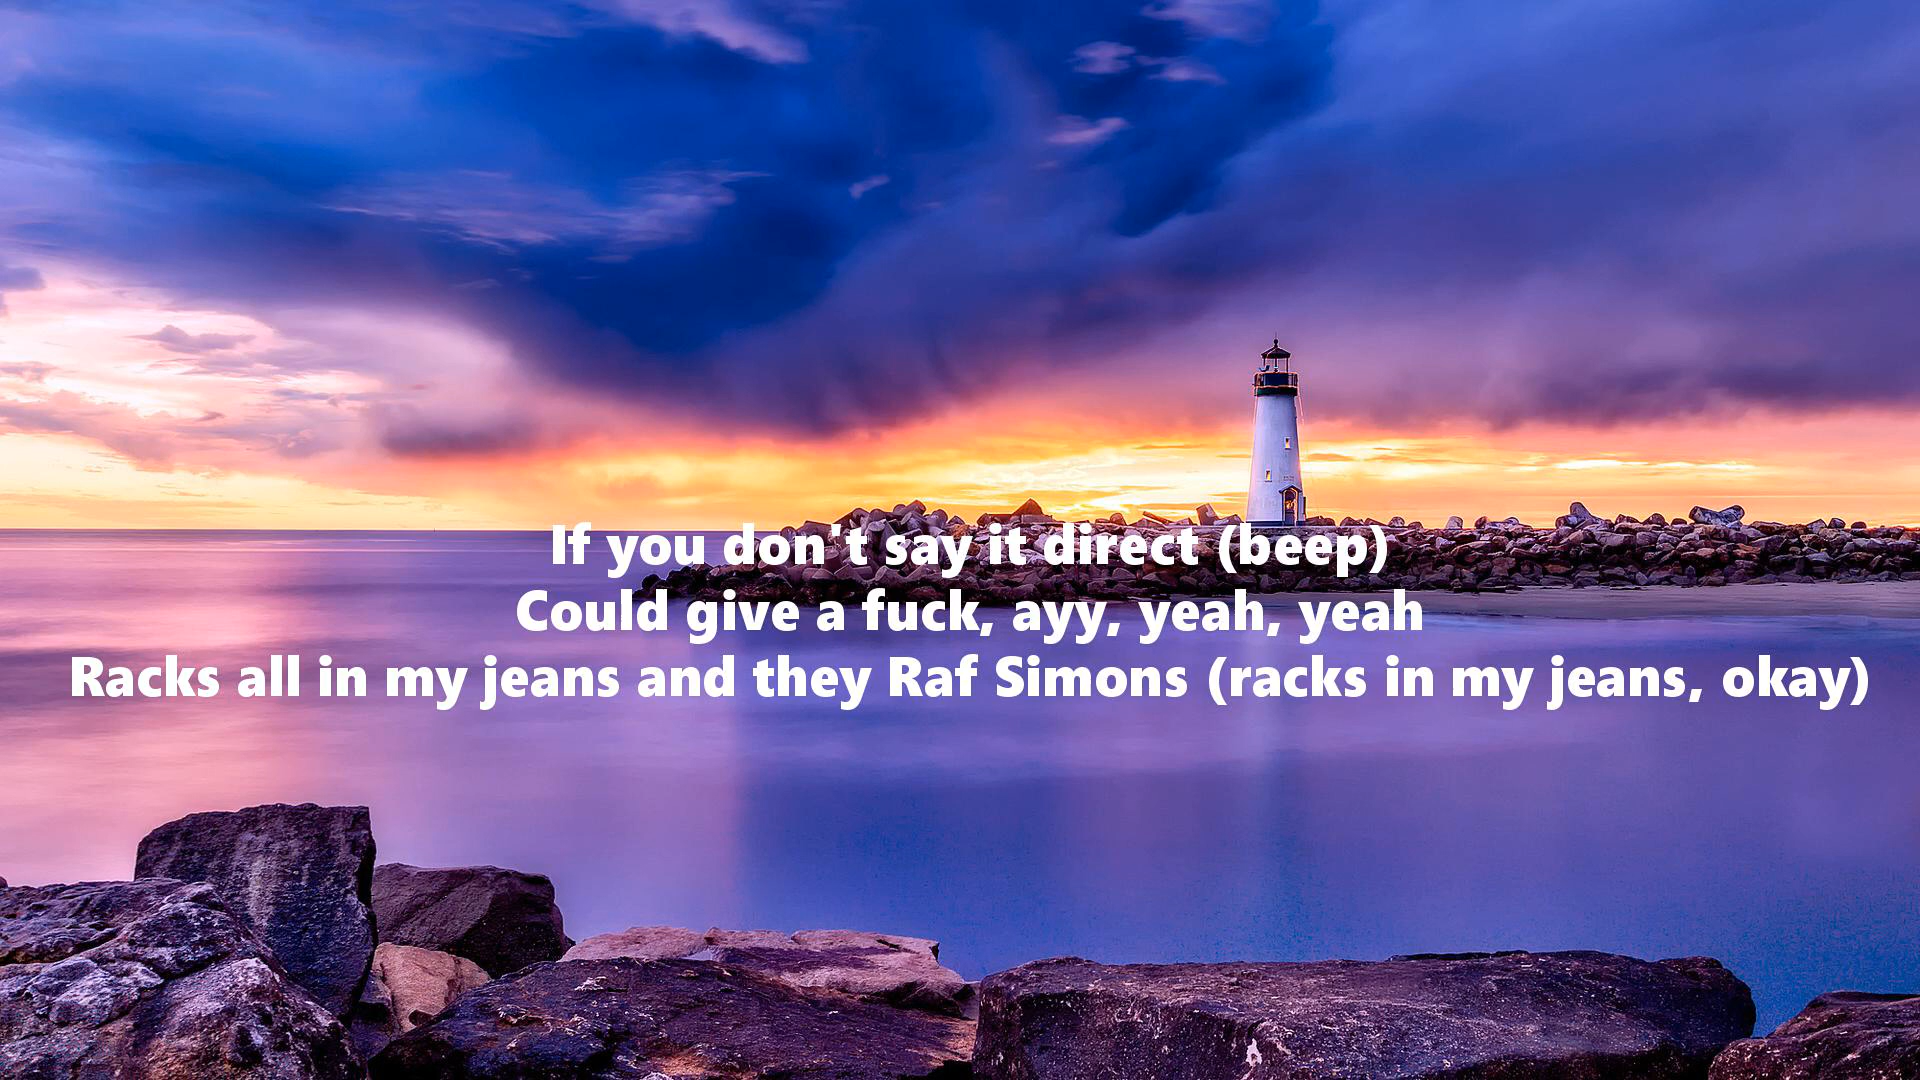 If you don't say it direct (beep)
Could give a fuck, ayy, yeah, yeah
Racks all in my jeans and they Raf Simons (racks in my jeans, okay)